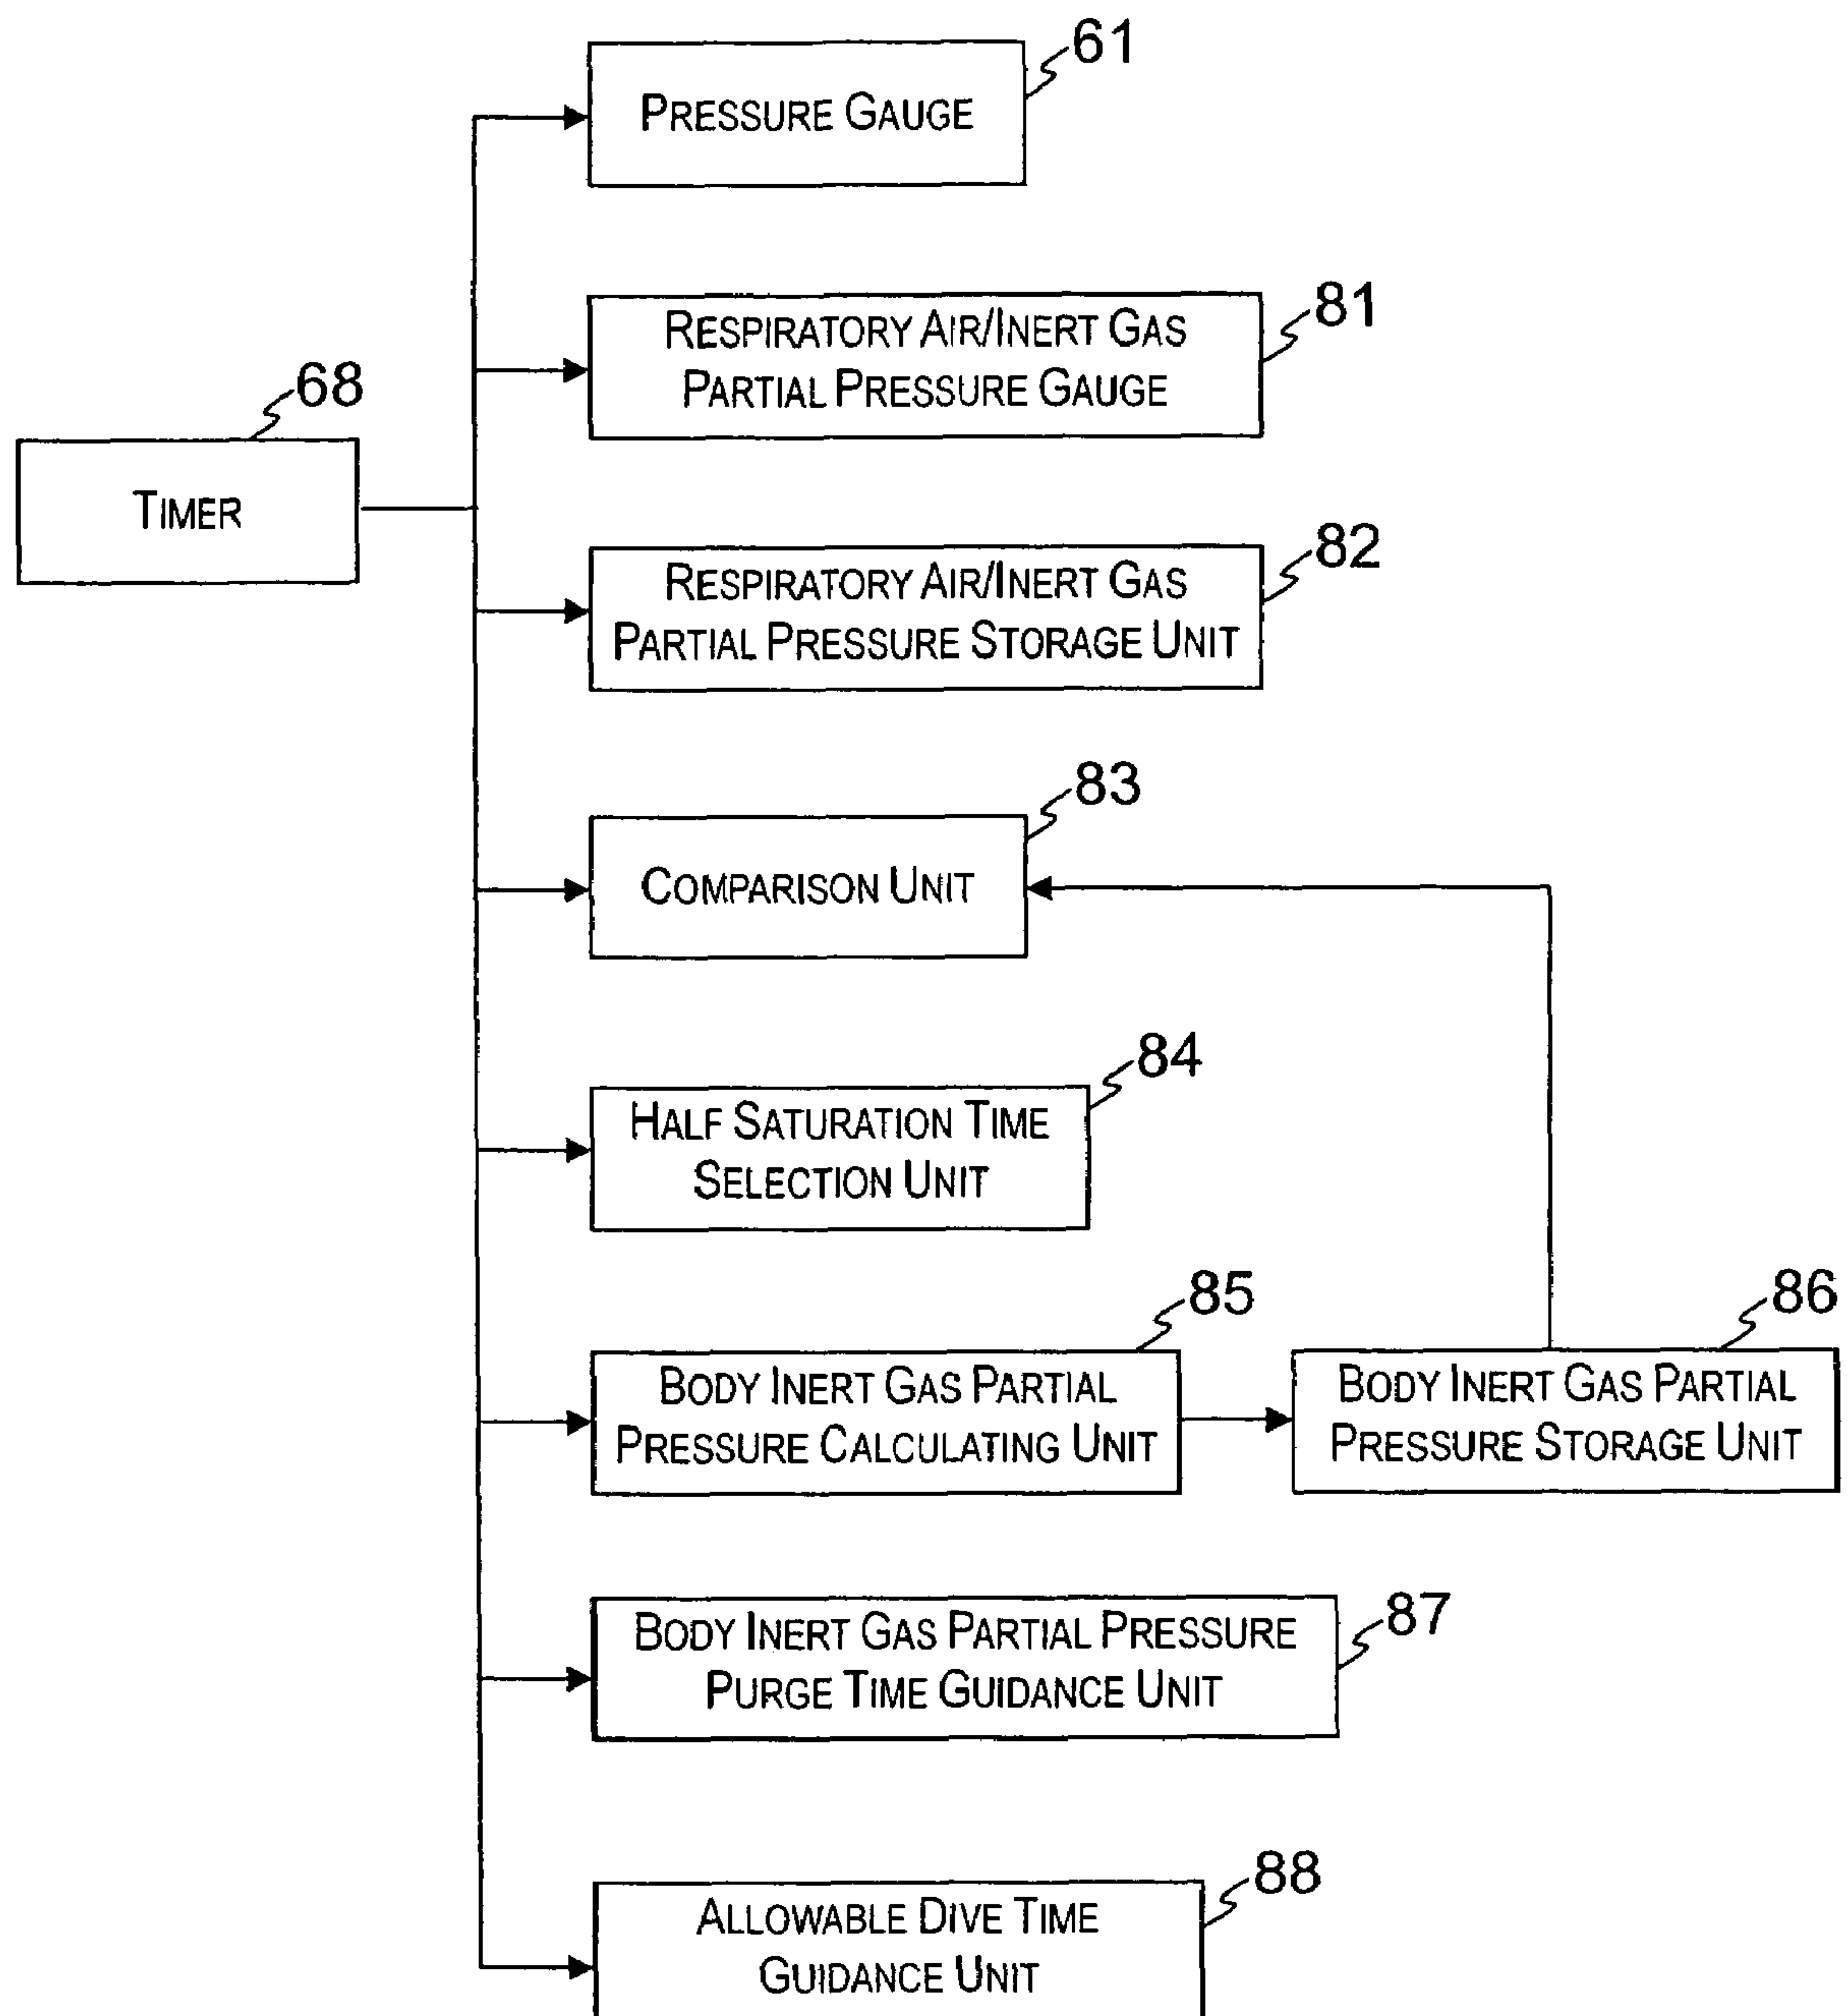 61
PRESSURE GAUGE
81
RESPIRATORY AIR/INERT GAS
PARTIAL PRESSURE GAUGE
68
TIMER
82
RESPIRATORY AIR/INERT GAS
PARTIAL PRESSURE STORAGE UNIT
83
COMPARISON UNIT
84
HALF SATURATION TIME
SELECTION UNIT
85
BODY INERT GAS PARTIAL
PRESSURE CALCULATING UNIT
86
BODY INERT GAS PARTIAL
PRESSURE STORAGE UNIT
87
BODY INERT GAS PARTIAL PRESSURE
PURGE TIME GUIDANCE UNIT
88
ALLOWABLE DIVE TIME
GUIDANCE UNIT